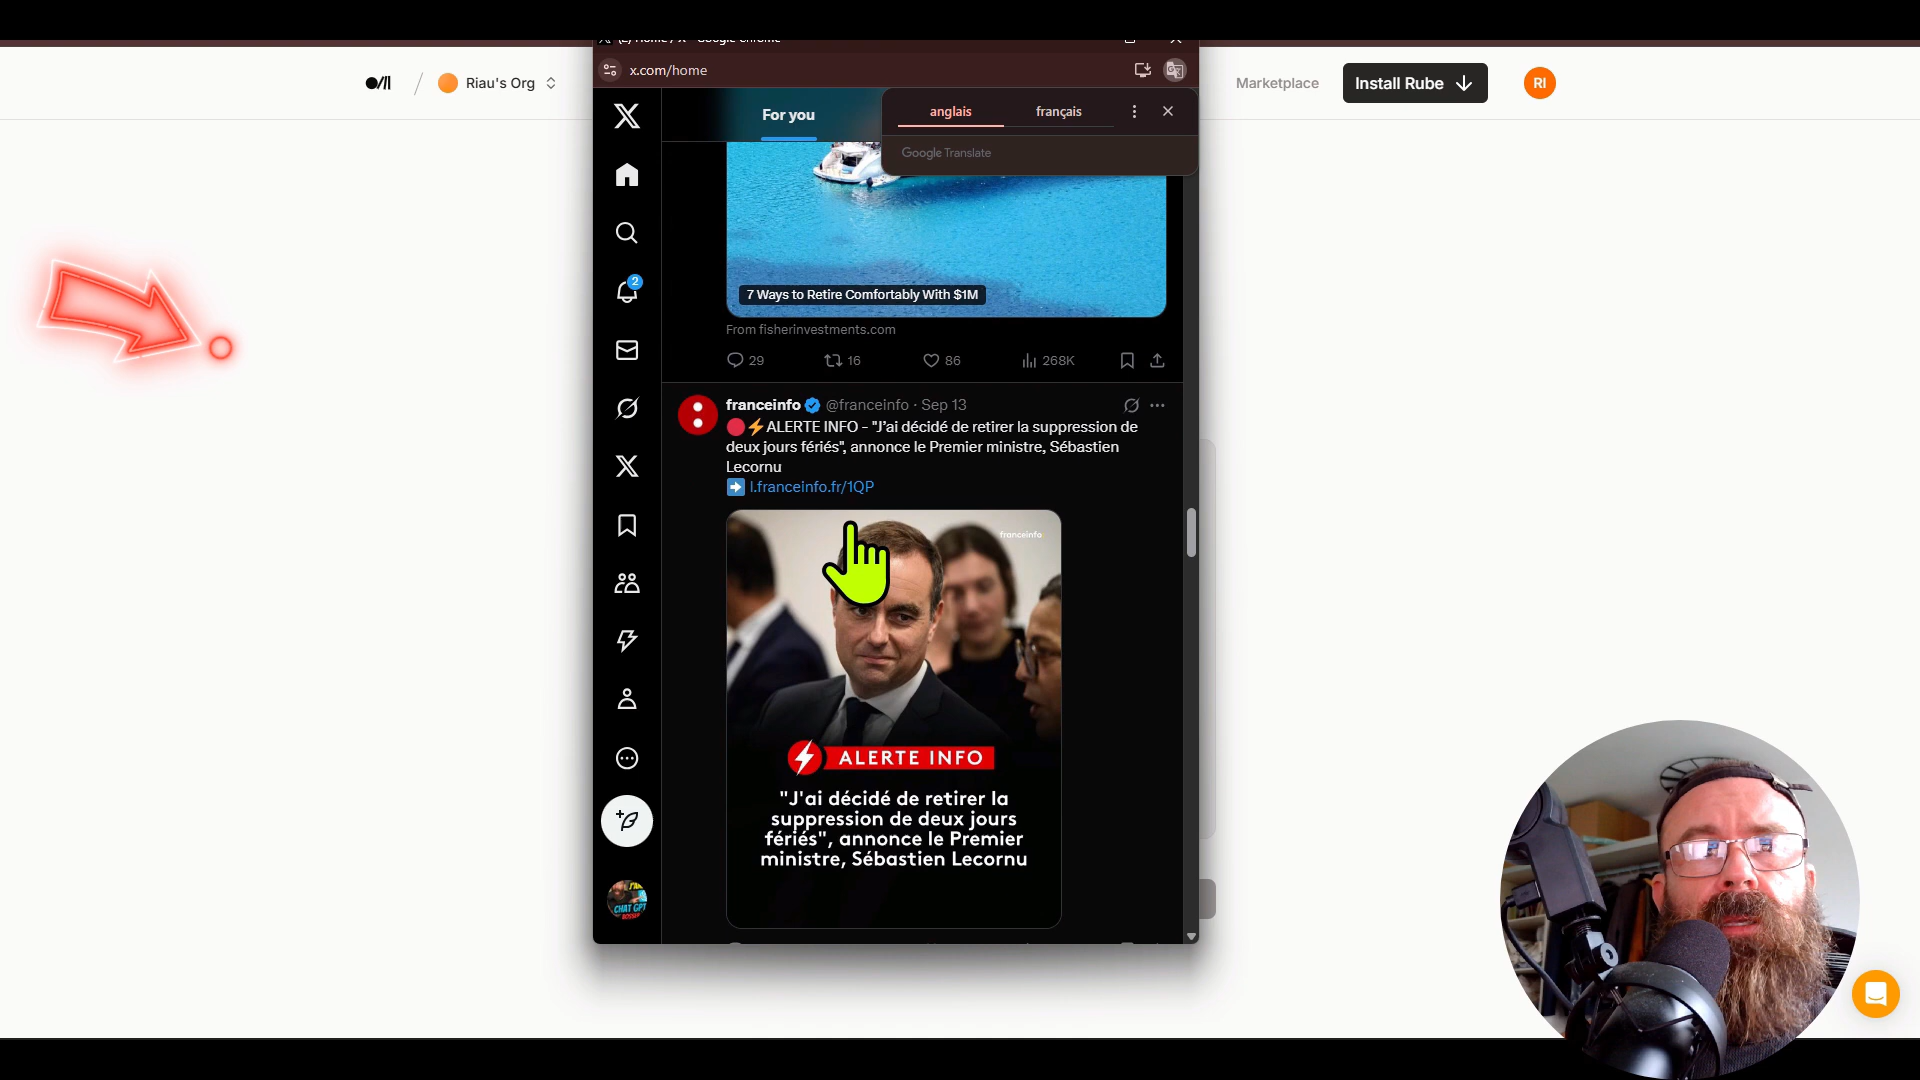 x.com/home
Riau's Org
Marketplace
Install Rube
RI
For you
anglais
français
Google Translate
7 Ways to Retire Comfortably With $1M
From fisherinvestments.com
29
16
86
268K
2
franceinfo @franceinfo · Sep 13
ALERTE INFO - "J'ai décidé de retirer la suppression de
deux jours fériés", annonce le Premier ministre, Sébastien
Lecornu
l.franceinfo.fr/1QP
franceinfo
ALERTE INFO
"J'ai décidé de retirer la
suppression de deux jours
fériés", annonce le Premier
ministre, Sébastien Lecornu
CHAT GPT